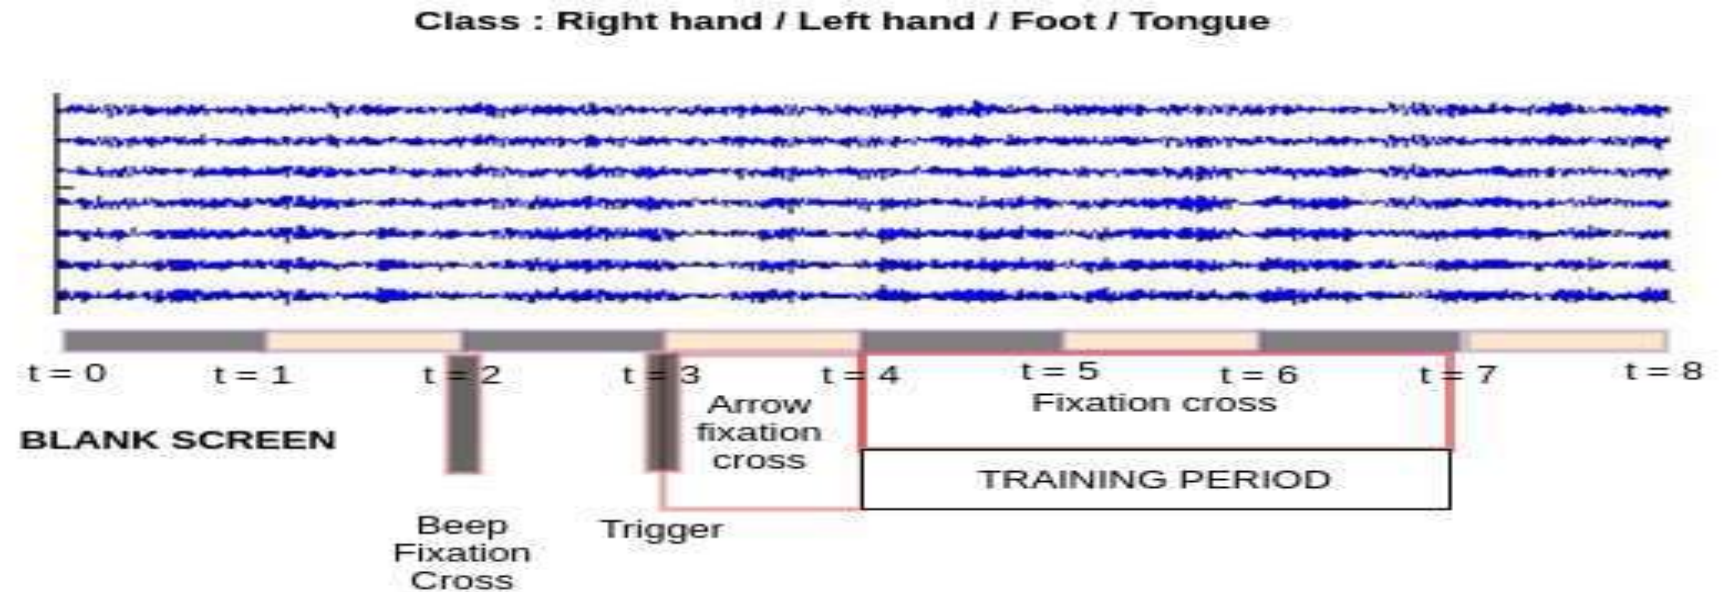 Class : Right hand / Left hand / Foot / Tongue
t = 0
t = 1
t = 2
t = 3
t = 4
t = 5
t = 6
t = 7
t = 8
Arrow
fixation
cross
Fixation cross
BLANK SCREEN
TRAINING PERIOD
Beep
Fixation
Cross
Trigger